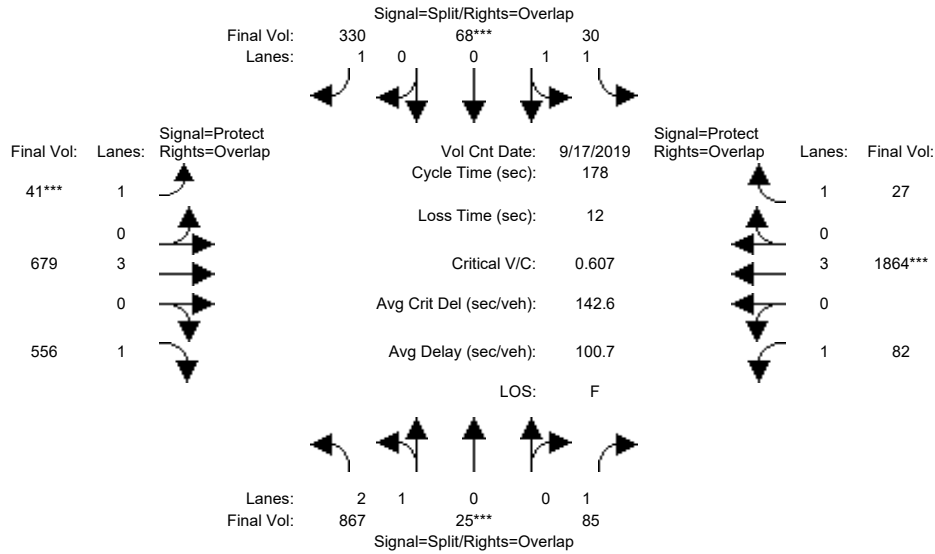 Signal=Split/Rights=Overlap
Final Vol: 330 68*** 30
Lanes: 1 0 0 1 1
Signal=Protect Signal=Protect
Final Vol: Lanes: Rights=Overlap Vol Cnt Date: 9/17/2019 Rights=Overlap Lanes: Final Vol:
Cycle Time (sec): 178
41*** 1 1 27
Loss Time (sec): 12
0 0
679 3 Critical V/C: 0.607 3 1864***
0 Avg Crit Del (sec/veh): 142.6 0
556 1 Avg Delay (sec/veh): 100.7 1 82
LOS: F
Lanes: 2 1 0 0 1
Final Vol: 867 25*** 85
Signal=Split/Rights=Overlap